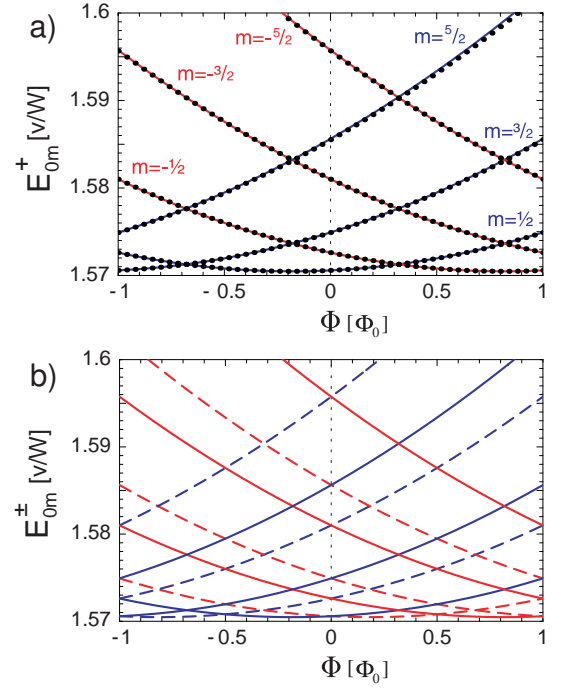 a)
1.6
m=-5/2
m=5/2
m=-3/2
1.59
E⁺₀ₘ [v/W]
m=3/2
m=-½
1.58
m=½
1.57
-1 - 0.5 0 0.5 1
Φ [Φ₀]
b)
1.6
1.59
E±₀ₘ [v/W]
1.58
1.57
-1 - 0.5 0 0.5 1
Φ [Φ₀]